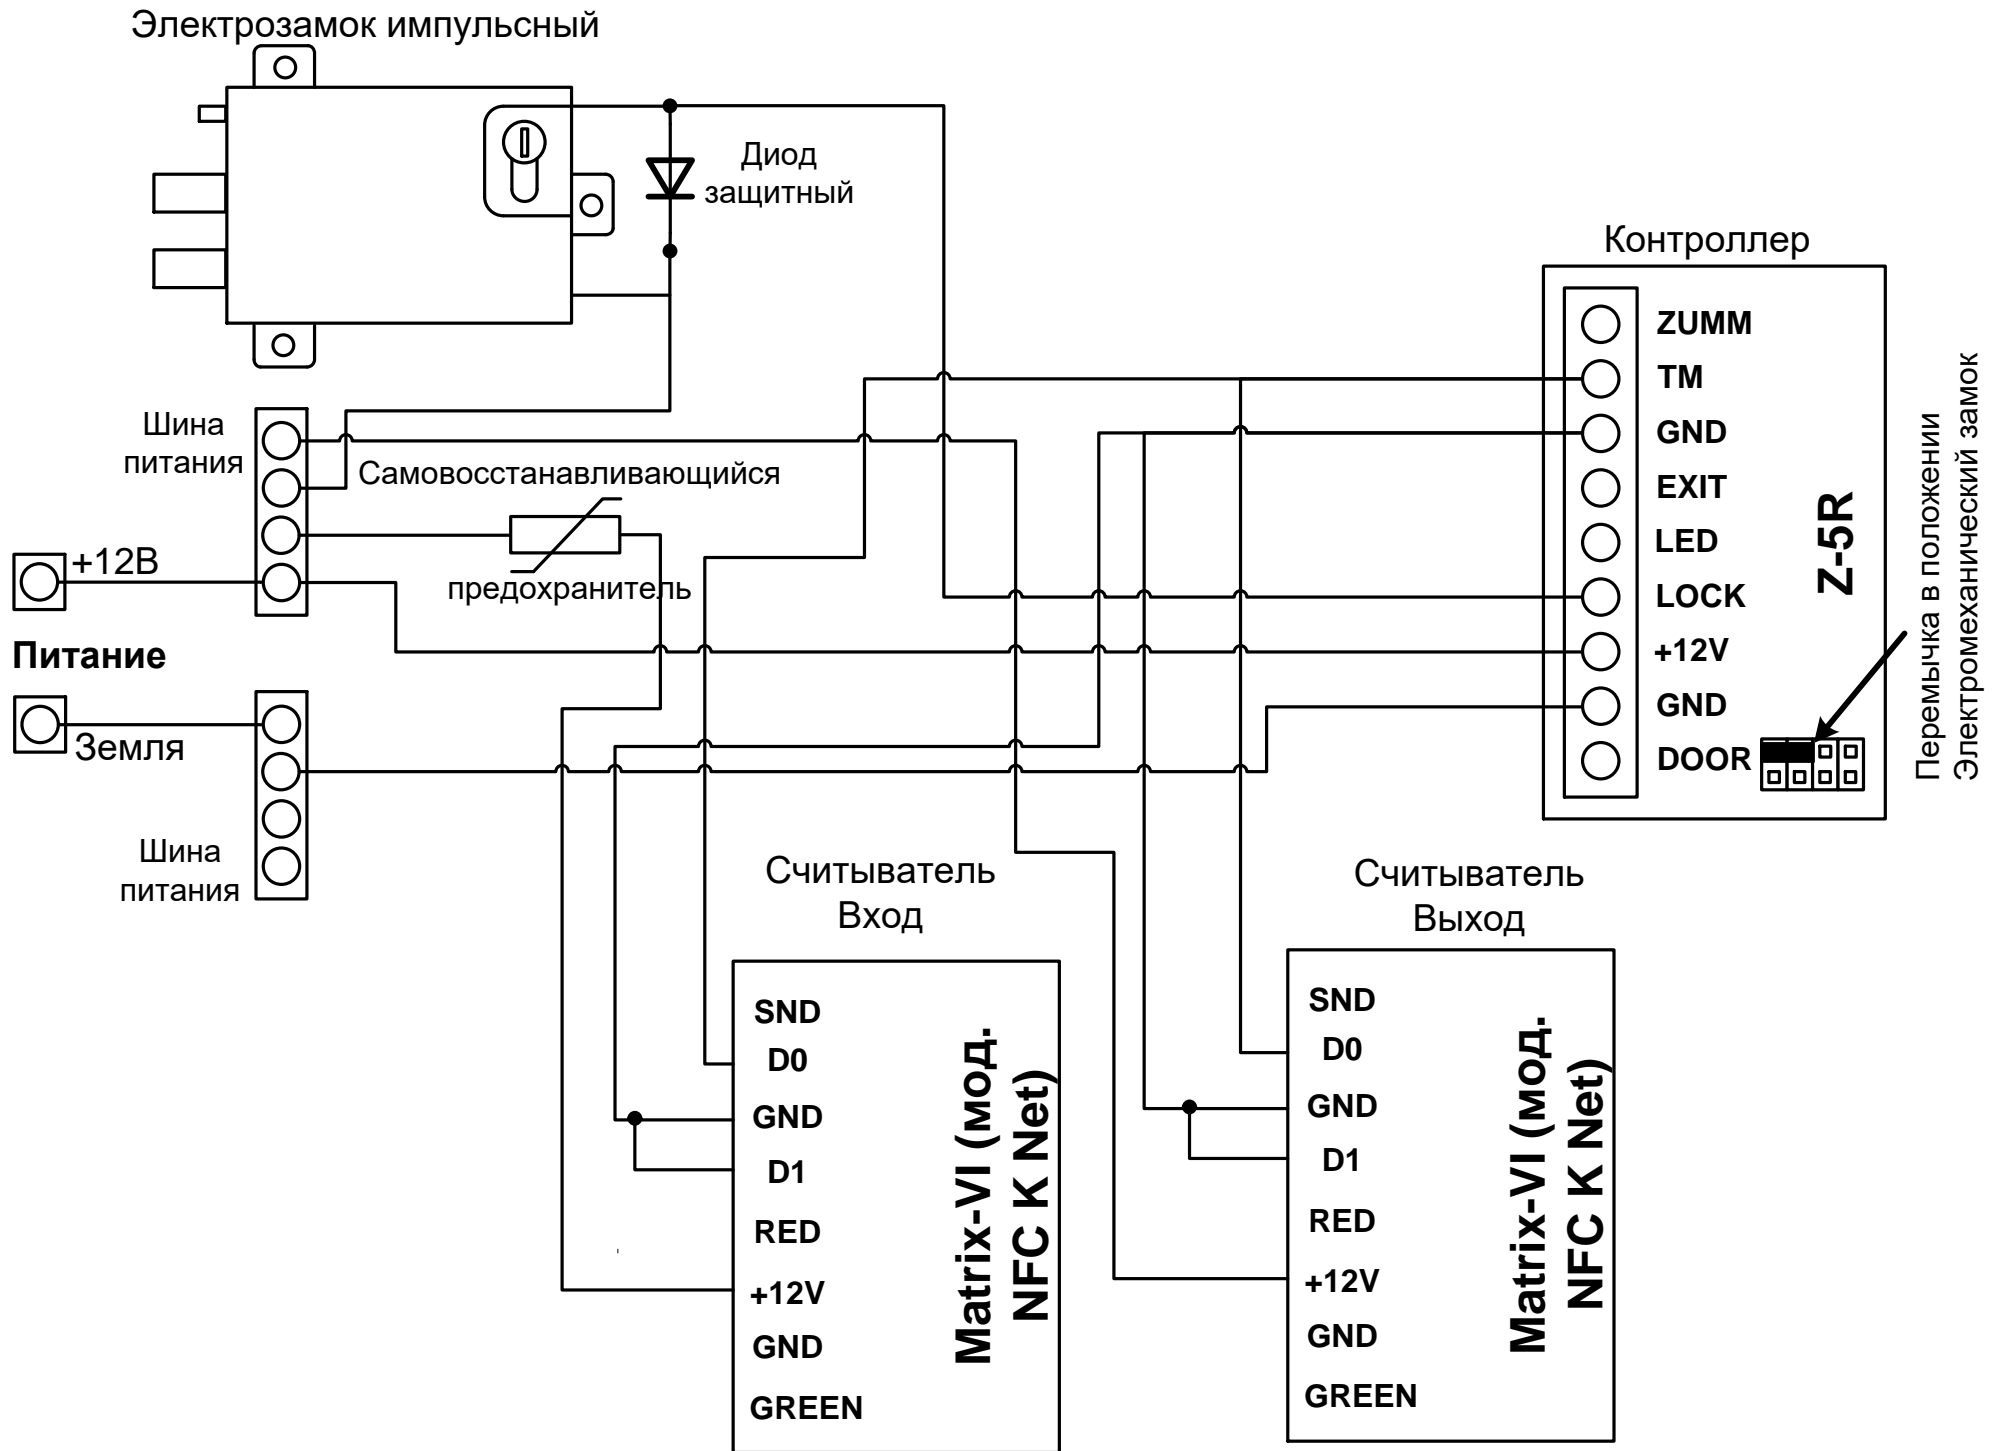 Электрозамок импульсный
Диод
защитный
Контроллер
ZUMM
TM
GND
EXIT
LED
LOCK
+12V
GND
DOOR
Z-5R
Перемычка в положении
Электромеханический замок
Шина
питания
Самовосстанавливающийся
предохранитель
+12В
Питание
Земля
Шина
питания
Считыватель
Вход
SND
D0
GND
D1
RED
+12V
GND
GREEN
Matrix-VI (мод.
NFC K Net)
Считыватель
Выход
SND
D0
GND
D1
RED
+12V
GND
GREEN
Matrix-VI (мод.
NFC K Net)